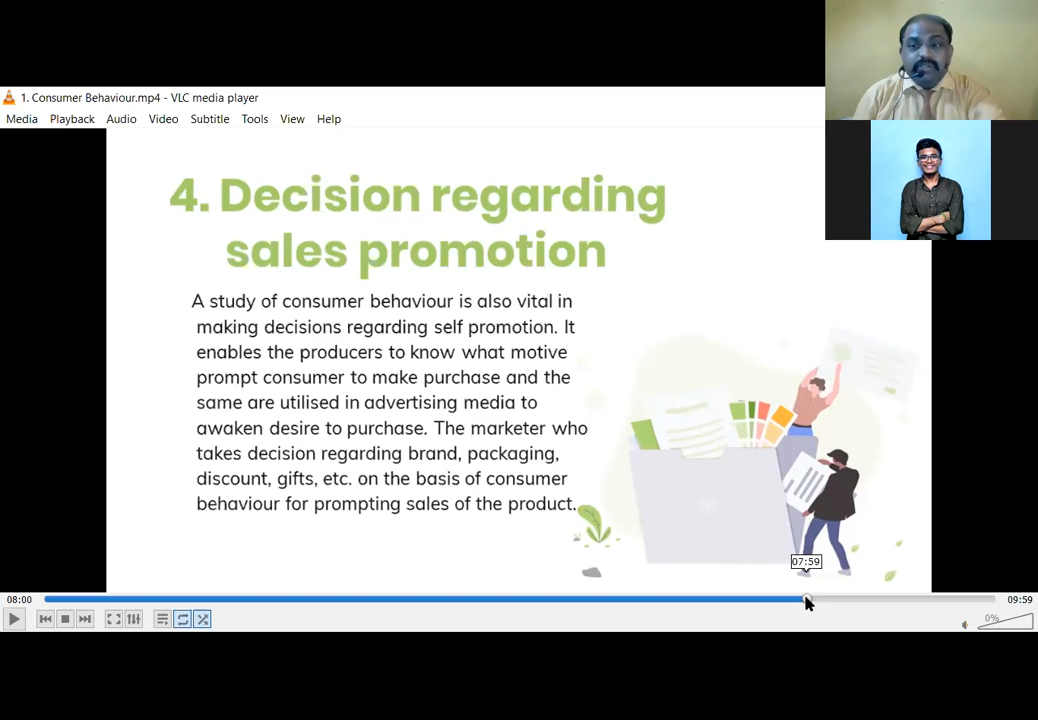 1. Consumer Behaviour.mp4 - VLC media player
Media Playback Audio Video Subtitle Tools View Help
4. Decision regarding
sales promotion
A study of consumer behaviour is also vital in
making decisions regarding self promotion. It
enables the producers to know what motive
prompt consumer to make purchase and the
same are utilised in advertising media to
awaken desire to purchase. The marketer who
takes decision regarding brand, packaging,
discount, gifts, etc. on the basis of consumer
behaviour for prompting sales of the product.
07:59
08:00
09:59
0%